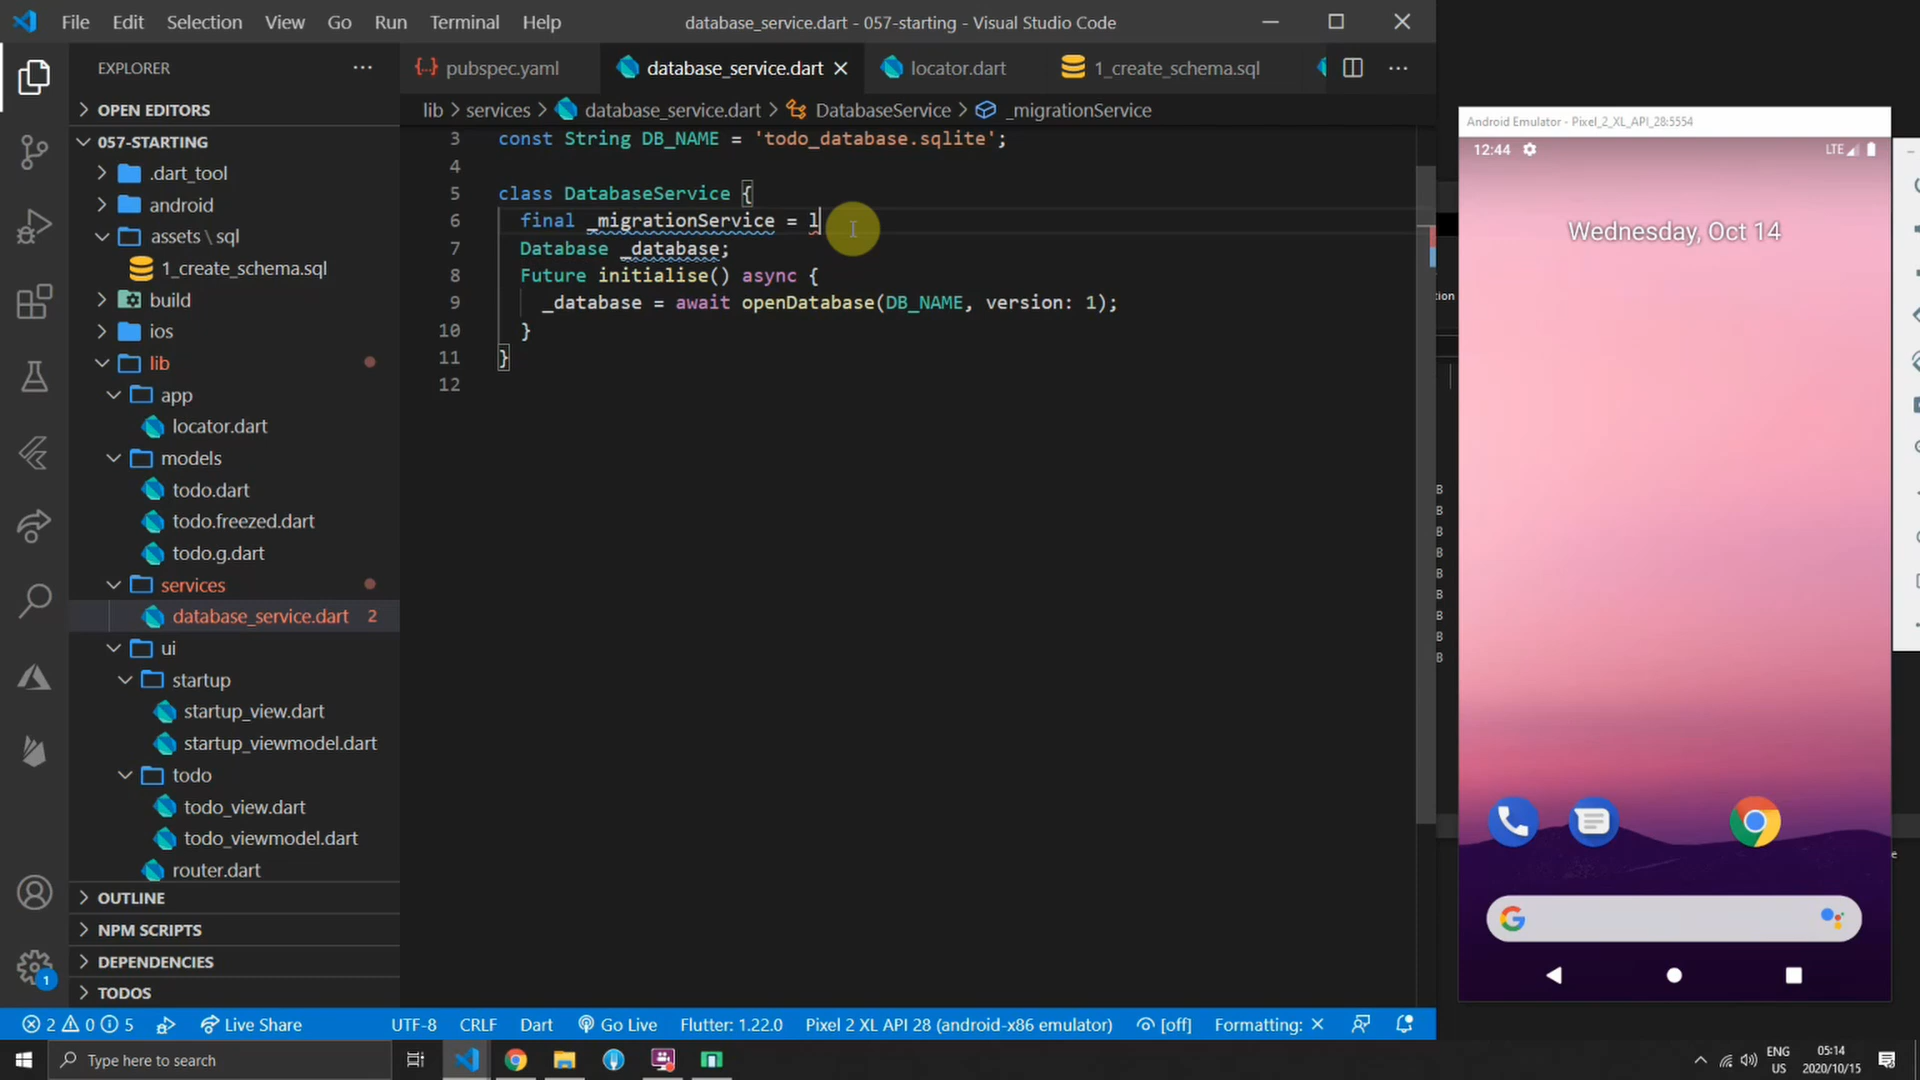 File Edit Selection View Go Run Terminal Help
database_service.dart - 057-starting - Visual Studio Code
EXPLORER
OPEN EDITORS
057-STARTING
.dart_tool
android
assets \ sql
1_create_schema.sql
build
ios
lib
app
locator.dart
models
todo.dart
todo.freezed.dart
todo.g.dart
services
database_service.dart 2
ui
startup
startup_view.dart
startup_viewmodel.dart
todo
todo_view.dart
todo_viewmodel.dart
router.dart
OUTLINE
NPM SCRIPTS
DEPENDENCIES
TODOS
1
pubspec.yaml database_service.dart locator.dart 1_create_schema.sql
lib > services > database_service.dart > DatabaseService > _migrationService
3 const String DB_NAME = 'todo_database.sqlite';
4
5 class DatabaseService {
6 final _migrationService = l
7 Database _database;
8 Future initialise() async {
9 _database = await openDatabase(DB_NAME, version: 1);
10 }
11 }
12
Android Emulator - Pixel_2_XL_API_28:5554
12:44 LTE
Wednesday, Oct 14
tion
B
B
B
B
B
B
B
B
B
e
2 0 5 Live Share UTF-8 CRLF Dart Go Live Flutter: 1.22.0 Pixel 2 XL API 28 (android-x86 emulator) [off] Formatting: ×
Type here to search
ENG
US
05:14
2020/10/15